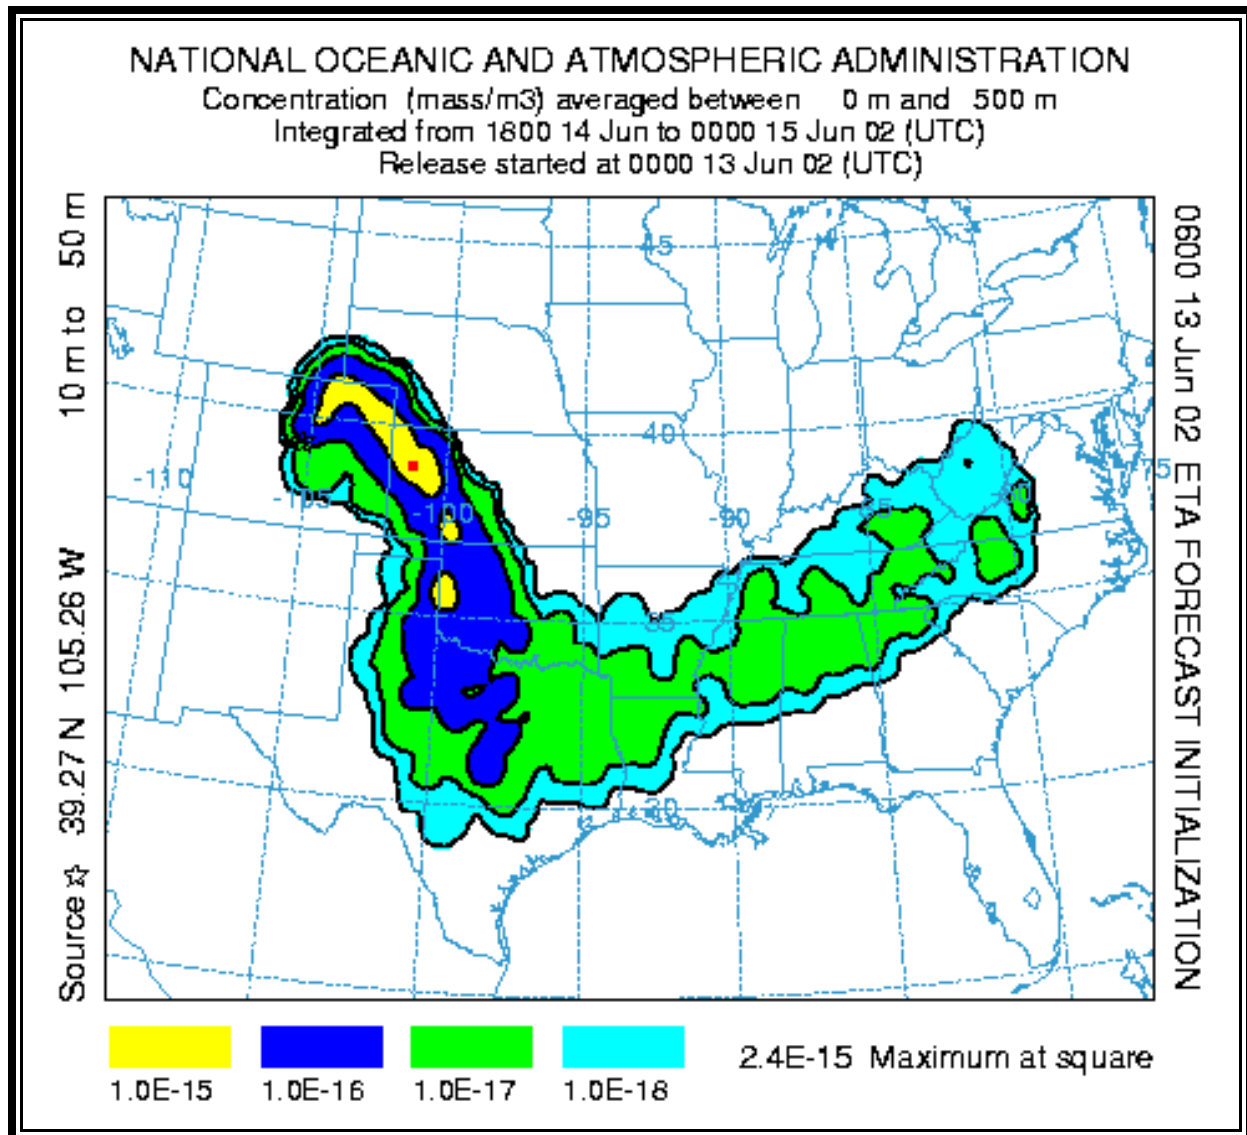 NATIONAL OCEANIC AND ATMOSPHERIC ADMINISTRATION
Concentration (mass/m3) averaged between 0 m and 500 m
Integrated from 1800 14 Jun to 0000 15 Jun 02 (UTC)
Release started at 0000 13 Jun 02 (UTC)
Source ☆ 39.27 N 105.26 W 10 m to 50 m
45
40
-110
-105
-100
-95
-90
-85
-80
-75
35
30
0600 13 Jun 02 ETA FORECAST INITIALIZATION
1.0E-15 1.0E-16 1.0E-17 1.0E-18
2.4E-15 Maximum at square